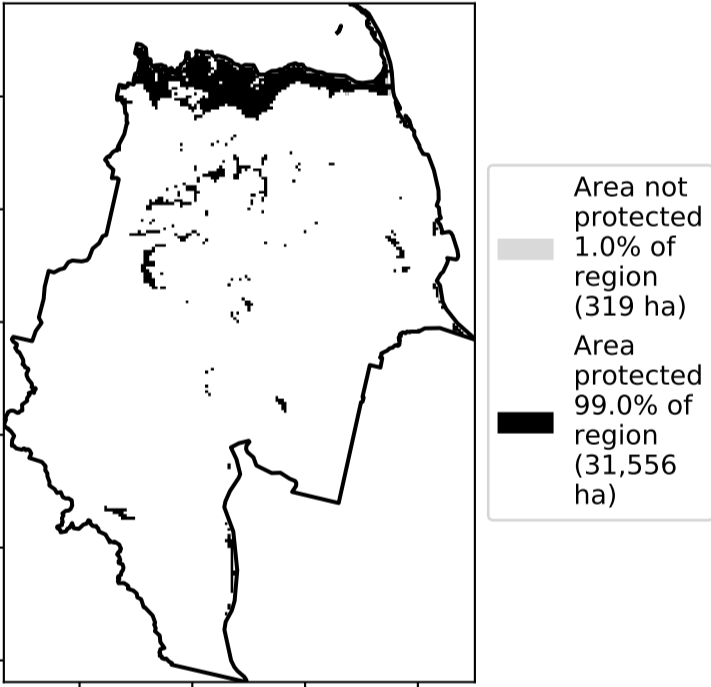 Area not
protected
1.0% of
region
(319 ha)
Area
protected
99.0% of
region
(31,556
ha)